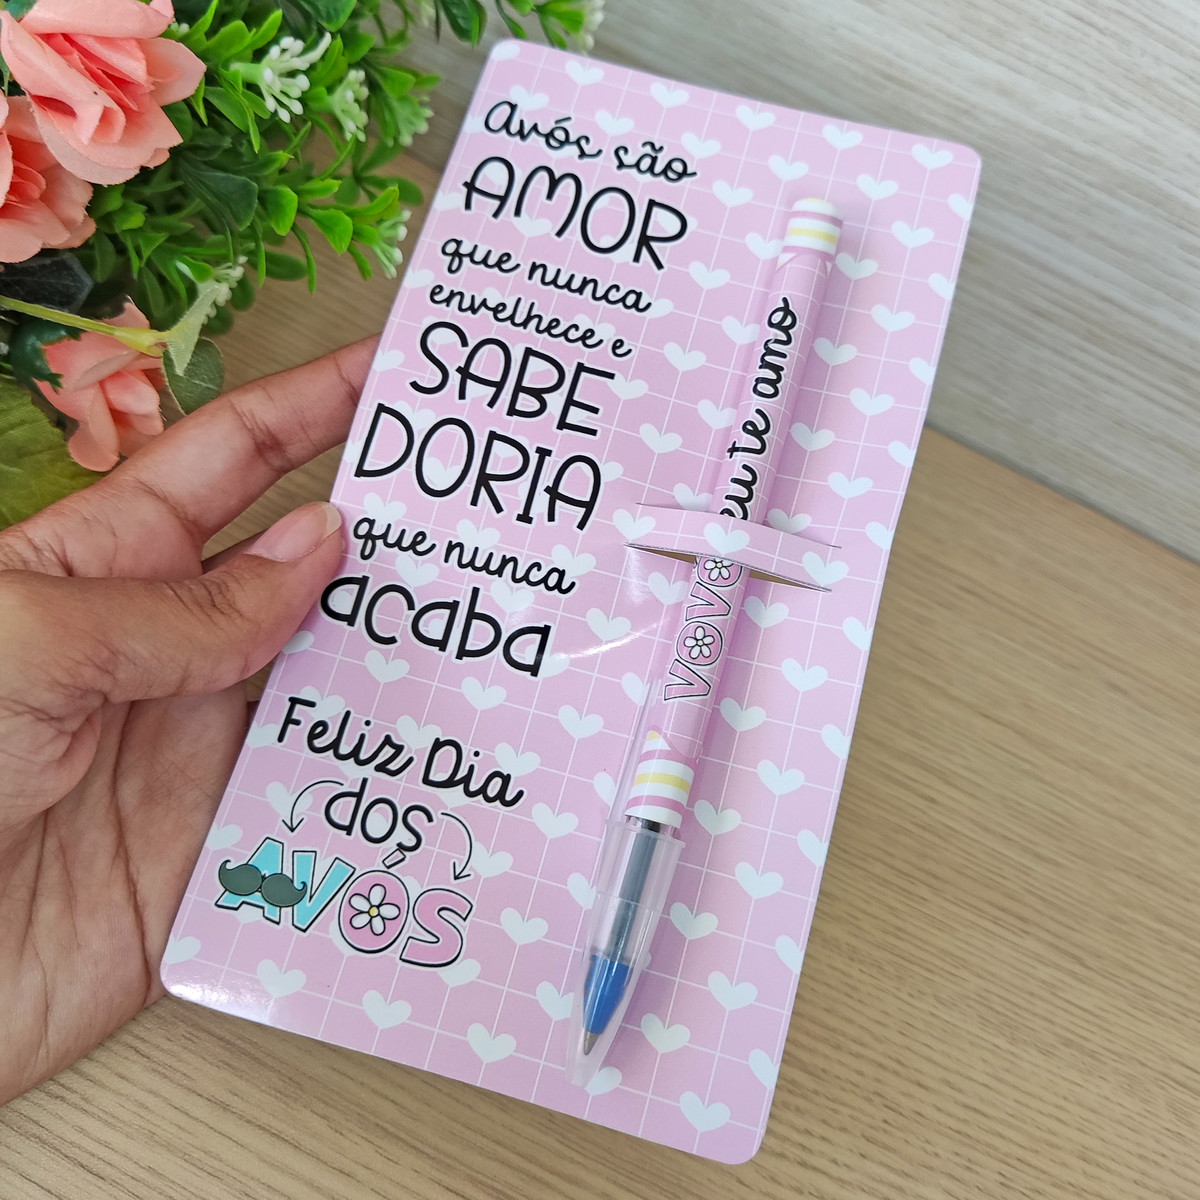 Avós são
AMOR
que nunca
envelhece e
SABE
DORIA
que nunca
acaba
Feliz Dia
dos
AVÓS
VOVÓ
eu te amo